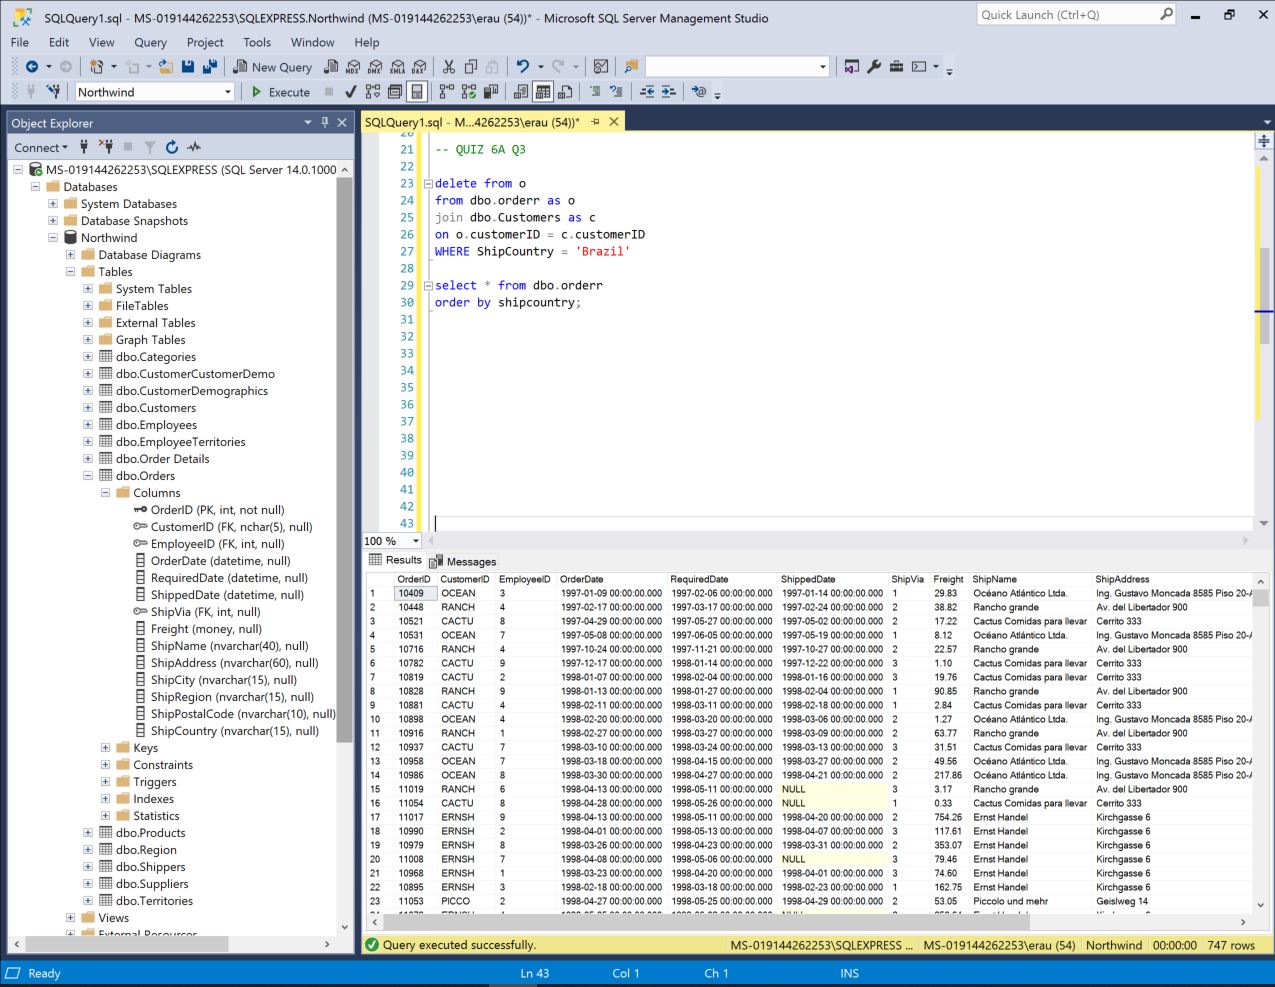 SQLQuery1.sql - MS-019144262253\SQLEXPRESS.Northwind (MS-019144262253\erau (54))* - Microsoft SQL Server Management Studio
Quick Launch (Ctrl+Q)
File Edit View Query Project Tools Window Help
New Query MDX DMX XMLA DAX
Northwind Execute
Object Explorer
Connect
MS-019144262253\SQLEXPRESS (SQL Server 14.0.1000
Databases
System Databases
Database Snapshots
Northwind
Database Diagrams
Tables
System Tables
FileTables
External Tables
Graph Tables
dbo.Categories
dbo.CustomerCustomerDemo
dbo.CustomerDemographics
dbo.Customers
dbo.Employees
dbo.EmployeeTerritories
dbo.Order Details
dbo.Orders
Columns
OrderID (PK, int, not null)
CustomerID (FK, nchar(5), null)
EmployeeID (FK, int, null)
OrderDate (datetime, null)
RequiredDate (datetime, null)
ShippedDate (datetime, null)
ShipVia (FK, int, null)
Freight (money, null)
ShipName (nvarchar(40), null)
ShipAddress (nvarchar(60), null)
ShipCity (nvarchar(15), null)
ShipRegion (nvarchar(15), null)
ShipPostalCode (nvarchar(10), null)
ShipCountry (nvarchar(15), null)
Keys
Constraints
Triggers
Indexes
Statistics
dbo.Products
dbo.Region
dbo.Shippers
dbo.Suppliers
dbo.Territories
Views
External Resources
SQLQuery1.sql - M...4262253\erau (54))*
20
21 -- QUIZ 6A Q3
22
23 delete from o
24 from dbo.orderr as o
25 join dbo.Customers as c
26 on o.customerID = c.customerID
27 WHERE ShipCountry = 'Brazil'
28
29 select * from dbo.orderr
30 order by shipcountry;
31
32
33
34
35
36
37
38
39
40
41
42
43
100 %
Results Messages
OrderID CustomerID EmployeeID OrderDate RequiredDate ShippedDate ShipVia Freight ShipName ShipAddress
1 10409 OCEAN 3 1997-01-09 00:00:00.000 1997-02-06 00:00:00.000 1997-01-14 00:00:00.000 1 29.83 Océano Atlántico Ltda. Ing. Gustavo Moncada 8585 Piso 20-A
2 10448 RANCH 4 1997-02-17 00:00:00.000 1997-03-17 00:00:00.000 1997-02-24 00:00:00.000 2 38.82 Rancho grande Av. del Libertador 900
3 10521 CACTU 8 1997-04-29 00:00:00.000 1997-05-27 00:00:00.000 1997-05-02 00:00:00.000 2 17.22 Cactus Comidas para llevar Cerrito 333
4 10531 OCEAN 7 1997-05-08 00:00:00.000 1997-06-05 00:00:00.000 1997-05-19 00:00:00.000 1 8.12 Océano Atlántico Ltda. Ing. Gustavo Moncada 8585 Piso 20-A
5 10716 RANCH 4 1997-10-24 00:00:00.000 1997-11-21 00:00:00.000 1997-10-27 00:00:00.000 2 22.57 Rancho grande Av. del Libertador 900
6 10782 CACTU 9 1997-12-17 00:00:00.000 1998-01-14 00:00:00.000 1997-12-22 00:00:00.000 3 1.10 Cactus Comidas para llevar Cerrito 333
7 10819 CACTU 2 1998-01-07 00:00:00.000 1998-02-04 00:00:00.000 1998-01-16 00:00:00.000 3 19.76 Cactus Comidas para llevar Cerrito 333
8 10828 RANCH 9 1998-01-13 00:00:00.000 1998-01-27 00:00:00.000 1998-02-04 00:00:00.000 1 90.85 Rancho grande Av. del Libertador 900
9 10881 CACTU 4 1998-02-11 00:00:00.000 1998-03-11 00:00:00.000 1998-02-18 00:00:00.000 1 2.84 Cactus Comidas para llevar Cerrito 333
10 10898 OCEAN 4 1998-02-20 00:00:00.000 1998-03-20 00:00:00.000 1998-03-06 00:00:00.000 2 1.27 Océano Atlántico Ltda. Ing. Gustavo Moncada 8585 Piso 20-A
11 10916 RANCH 1 1998-02-27 00:00:00.000 1998-03-27 00:00:00.000 1998-03-09 00:00:00.000 2 63.77 Rancho grande Av. del Libertador 900
12 10937 CACTU 7 1998-03-10 00:00:00.000 1998-03-24 00:00:00.000 1998-03-13 00:00:00.000 3 31.51 Cactus Comidas para llevar Cerrito 333
13 10958 OCEAN 7 1998-03-18 00:00:00.000 1998-04-15 00:00:00.000 1998-03-27 00:00:00.000 2 49.56 Océano Atlántico Ltda. Ing. Gustavo Moncada 8585 Piso 20-A
14 10986 OCEAN 8 1998-03-30 00:00:00.000 1998-04-27 00:00:00.000 1998-04-21 00:00:00.000 2 217.86 Océano Atlántico Ltda. Ing. Gustavo Moncada 8585 Piso 20-A
15 11019 RANCH 6 1998-04-13 00:00:00.000 1998-05-11 00:00:00.000 NULL 3 3.17 Rancho grande Av. del Libertador 900
16 11054 CACTU 8 1998-04-28 00:00:00.000 1998-05-26 00:00:00.000 NULL 1 0.33 Cactus Comidas para llevar Cerrito 333
17 11017 ERNSH 9 1998-04-13 00:00:00.000 1998-05-11 00:00:00.000 1998-04-20 00:00:00.000 2 754.26 Ernst Handel Kirchgasse 6
18 10990 ERNSH 2 1998-04-01 00:00:00.000 1998-05-13 00:00:00.000 1998-04-07 00:00:00.000 3 117.61 Ernst Handel Kirchgasse 6
19 10979 ERNSH 8 1998-03-26 00:00:00.000 1998-04-23 00:00:00.000 1998-03-31 00:00:00.000 2 353.07 Ernst Handel Kirchgasse 6
20 11008 ERNSH 7 1998-04-08 00:00:00.000 1998-05-06 00:00:00.000 NULL 3 79.46 Ernst Handel Kirchgasse 6
21 10968 ERNSH 1 1998-03-23 00:00:00.000 1998-04-20 00:00:00.000 1998-04-01 00:00:00.000 3 74.60 Ernst Handel Kirchgasse 6
22 10895 ERNSH 3 1998-02-18 00:00:00.000 1998-03-18 00:00:00.000 1998-02-23 00:00:00.000 1 162.75 Ernst Handel Kirchgasse 6
23 11053 PICCO 2 1998-04-27 00:00:00.000 1998-05-25 00:00:00.000 1998-04-29 00:00:00.000 2 53.05 Piccolo und mehr Geislweg 14
Query executed successfully. MS-019144262253\SQLEXPRESS ... MS-019144262253\erau (54) Northwind 00:00:00 747 rows
Ready Ln 43 Col 1 Ch 1 INS